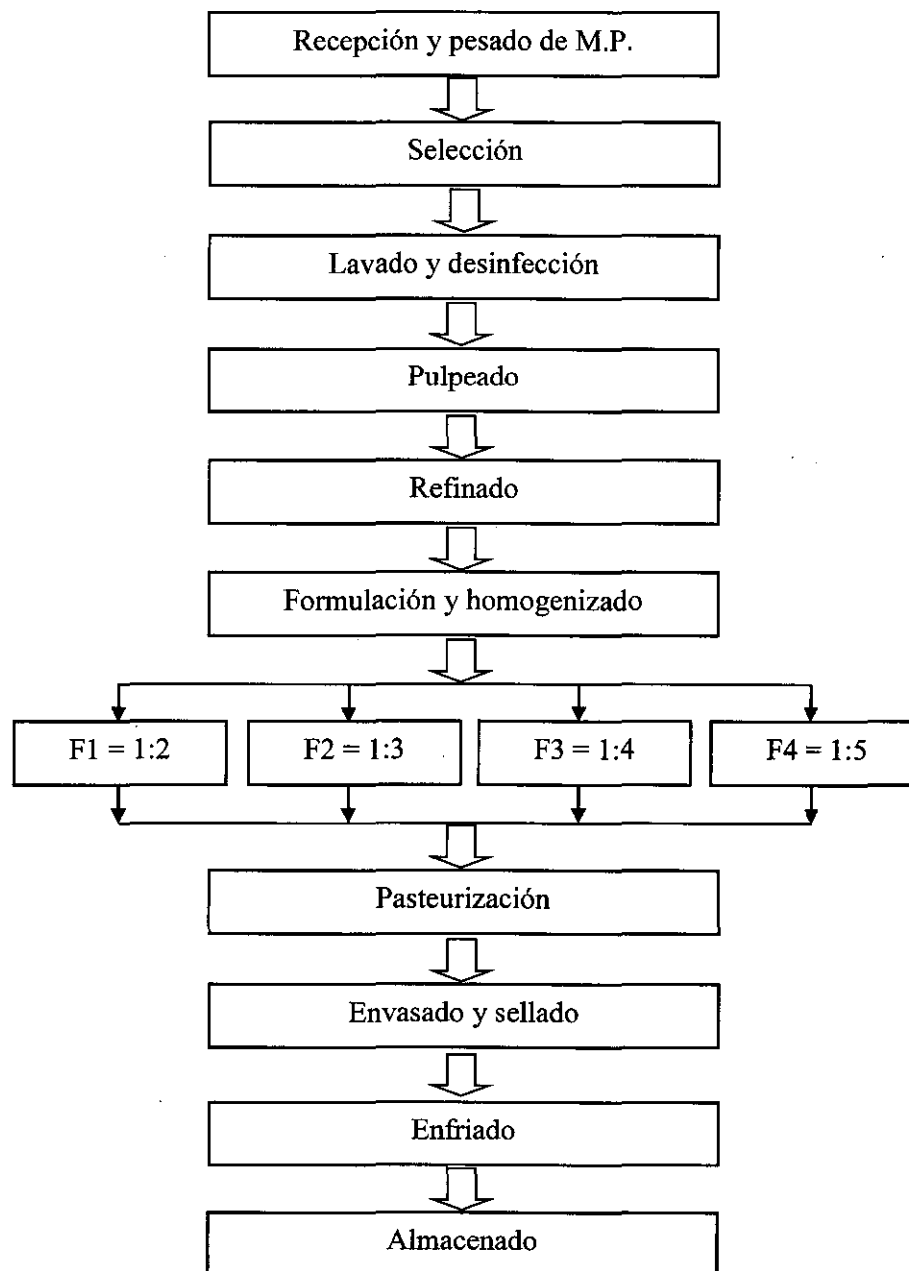 Recepción y pesado de M.P.
Selección
Lavado y desinfección
Pulpeado
Refinado
Formulación y homogenizado
F1 = 1:2
F2 = 1:3
F3 = 1:4
F4 = 1:5
Pasteurización
Envasado y sellado
Enfriado
Almacenado